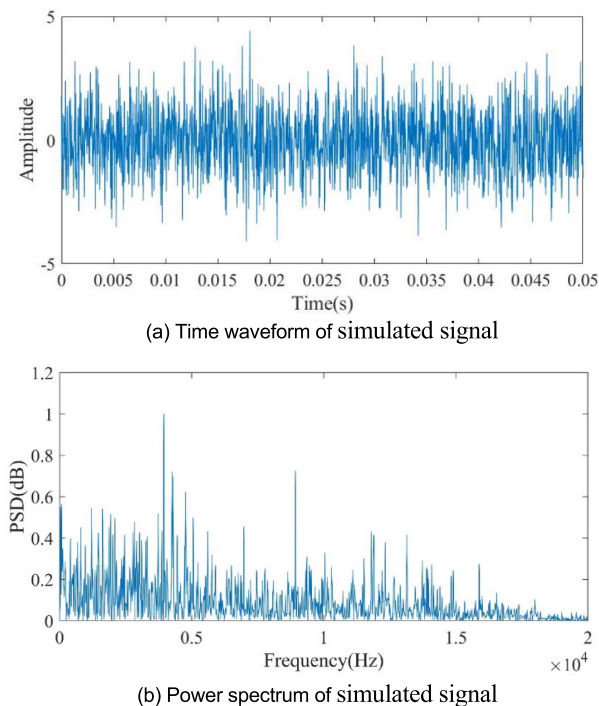 5
0
-5
Amplitude
0 0.005 0.01 0.015 0.02 0.025 0.03 0.035 0.04 0.045 0.05
Time(s)
(a) Time waveform of simulated signal
1.2
1
0.8
0.6
0.4
0.2
0
PSD(dB)
0 0.5 1 1.5 2
Frequency(Hz)
×10⁴
(b) Power spectrum of simulated signal